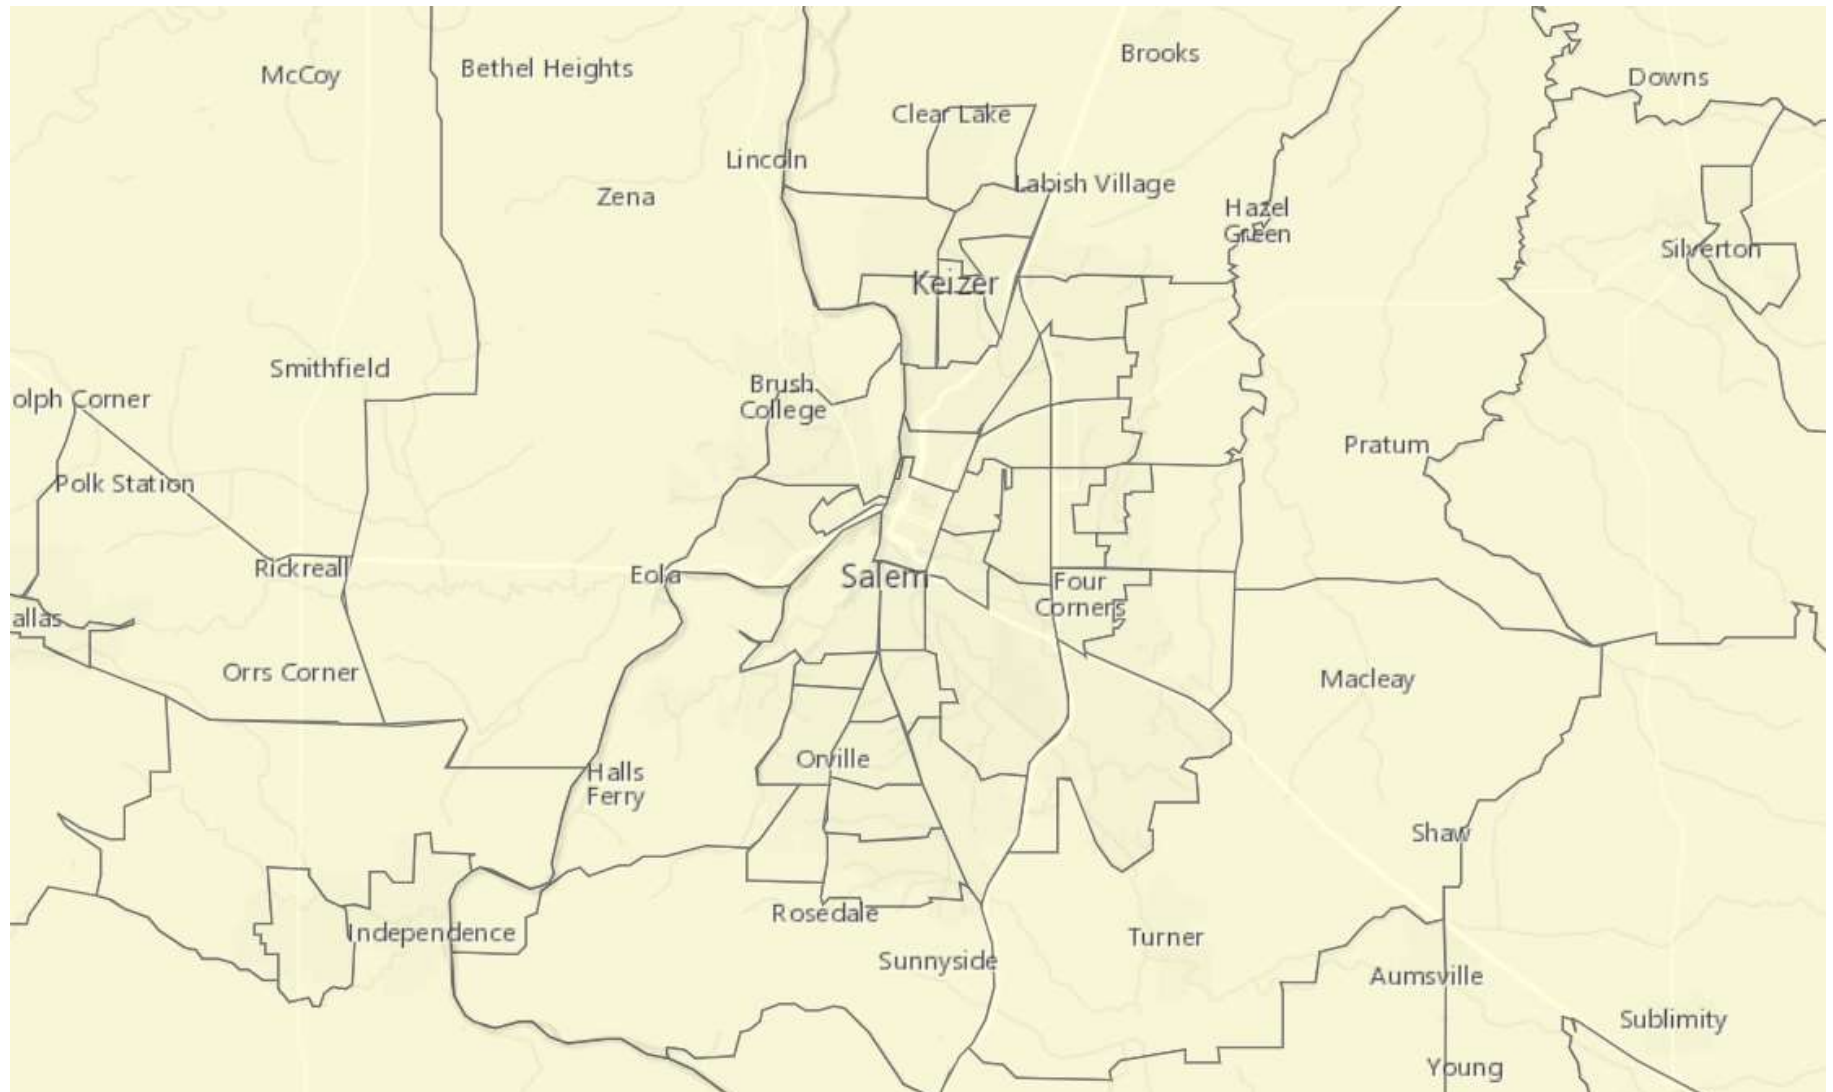 Brooks
McCoy
Bethel Heights
Downs
Clear Lake
Lincoln
Labish Village
Zena
Hazel
Green
Silverton
Keizer
Smithfield
Brush
College
olph Corner
Pratum
Polk Station
Rickreall
Eola
Salem
Four
Corners
allas
Orrs Corner
Macleay
Orville
Halls
Ferry
Shaw
Rosedale
Independence
Turner
Sunnyside
Aumsville
Sublimity
Young